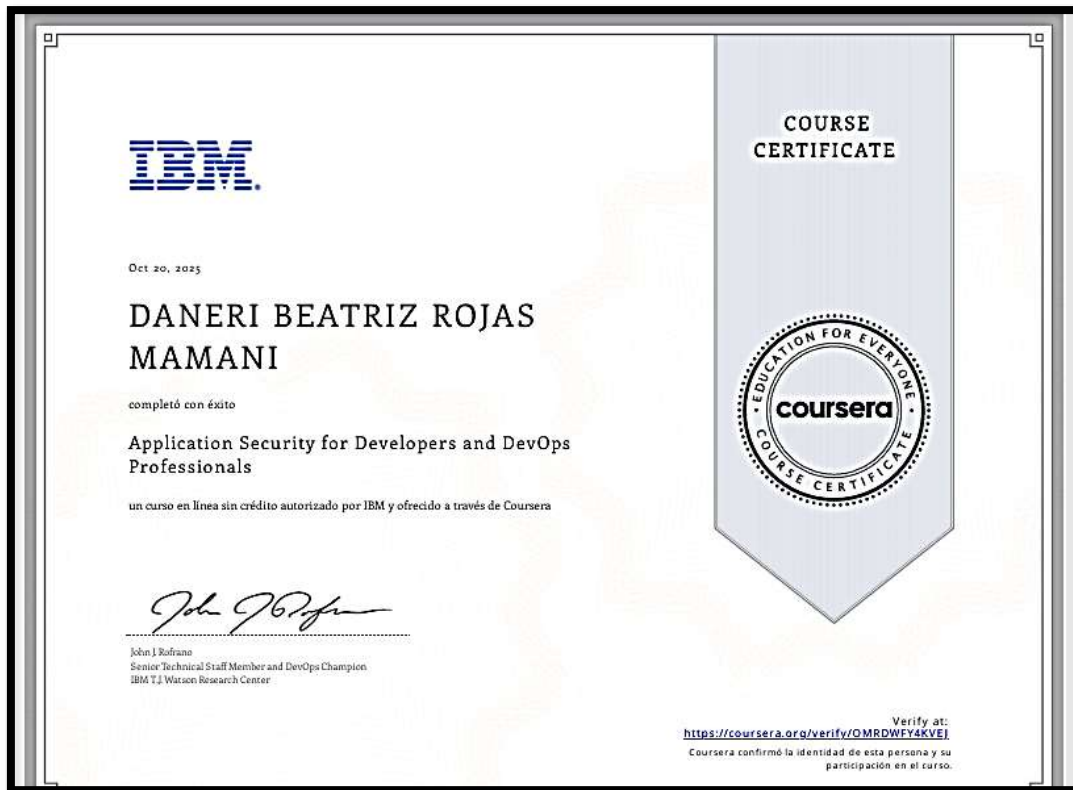 IBM
COURSE
CERTIFICATE
Oct 20, 2025
DANERI BEATRIZ ROJAS
MAMANI
completó con éxito
Application Security for Developers and DevOps
Professionals
un curso en línea sin crédito autorizado por IBM y ofrecido a través de Coursera
EDUCATION FOR EVERYONE
coursera
COURSE CERTIFICATE
John J. Rofrano
John J. Rofrano
Senior Technical Staff Member and DevOps Champion
IBM T.J. Watson Research Center
Verify at:
https://coursera.org/verify/OMRDWFY4KVEJ
Coursera confirmó la identidad de esta persona y su
participación en el curso.